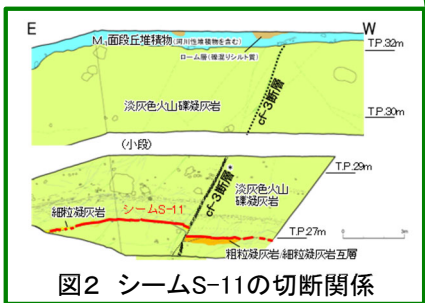 E
W
M1面段丘堆積物(河川性堆積物を含む)
ローム層(礫混りシルト質)
T.P.32m
淡灰色火山礫凝灰岩
cf-3断層
T.P.30m
(小段)
淡灰色火山
礫凝灰岩
T.P.29m
cf-3断層
細粒凝灰岩
シームS-11
T.P.27m
粗粒凝灰岩/細粒凝灰岩互層
図2 シームS-11の切断関係